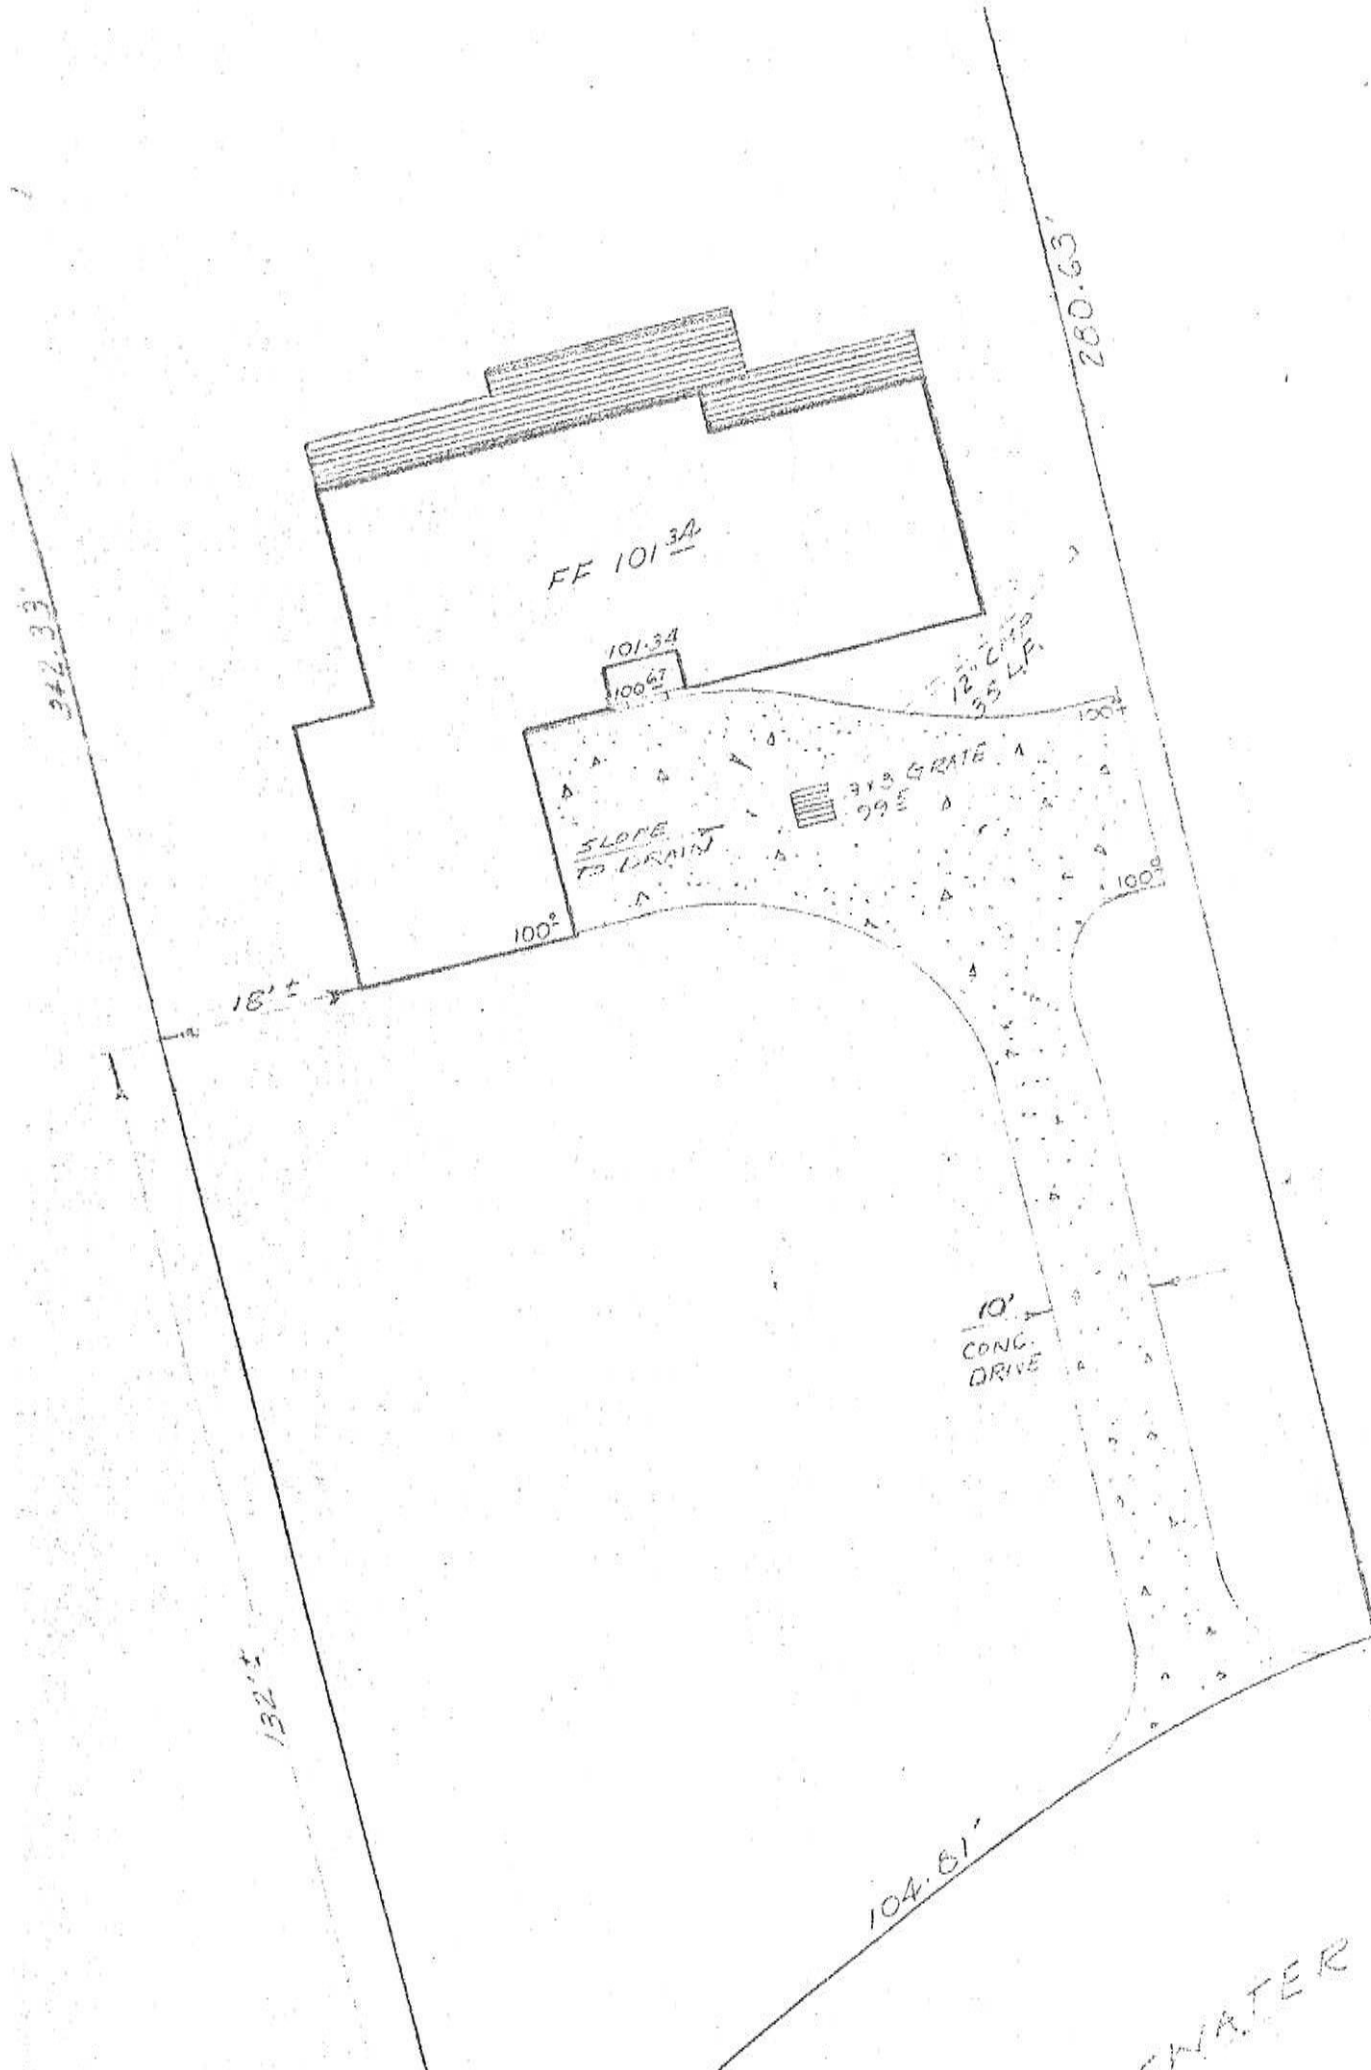 280.63'
342.33'
FF 101 34
101.34
100 67
12" CMP
35 L.F.
3x3 GRATE
99 5
SLOPE
TO DRAIN
100
100 0
100 0
18' ±
10'
CONC.
DRIVE
132' ±
104.81'
WATER